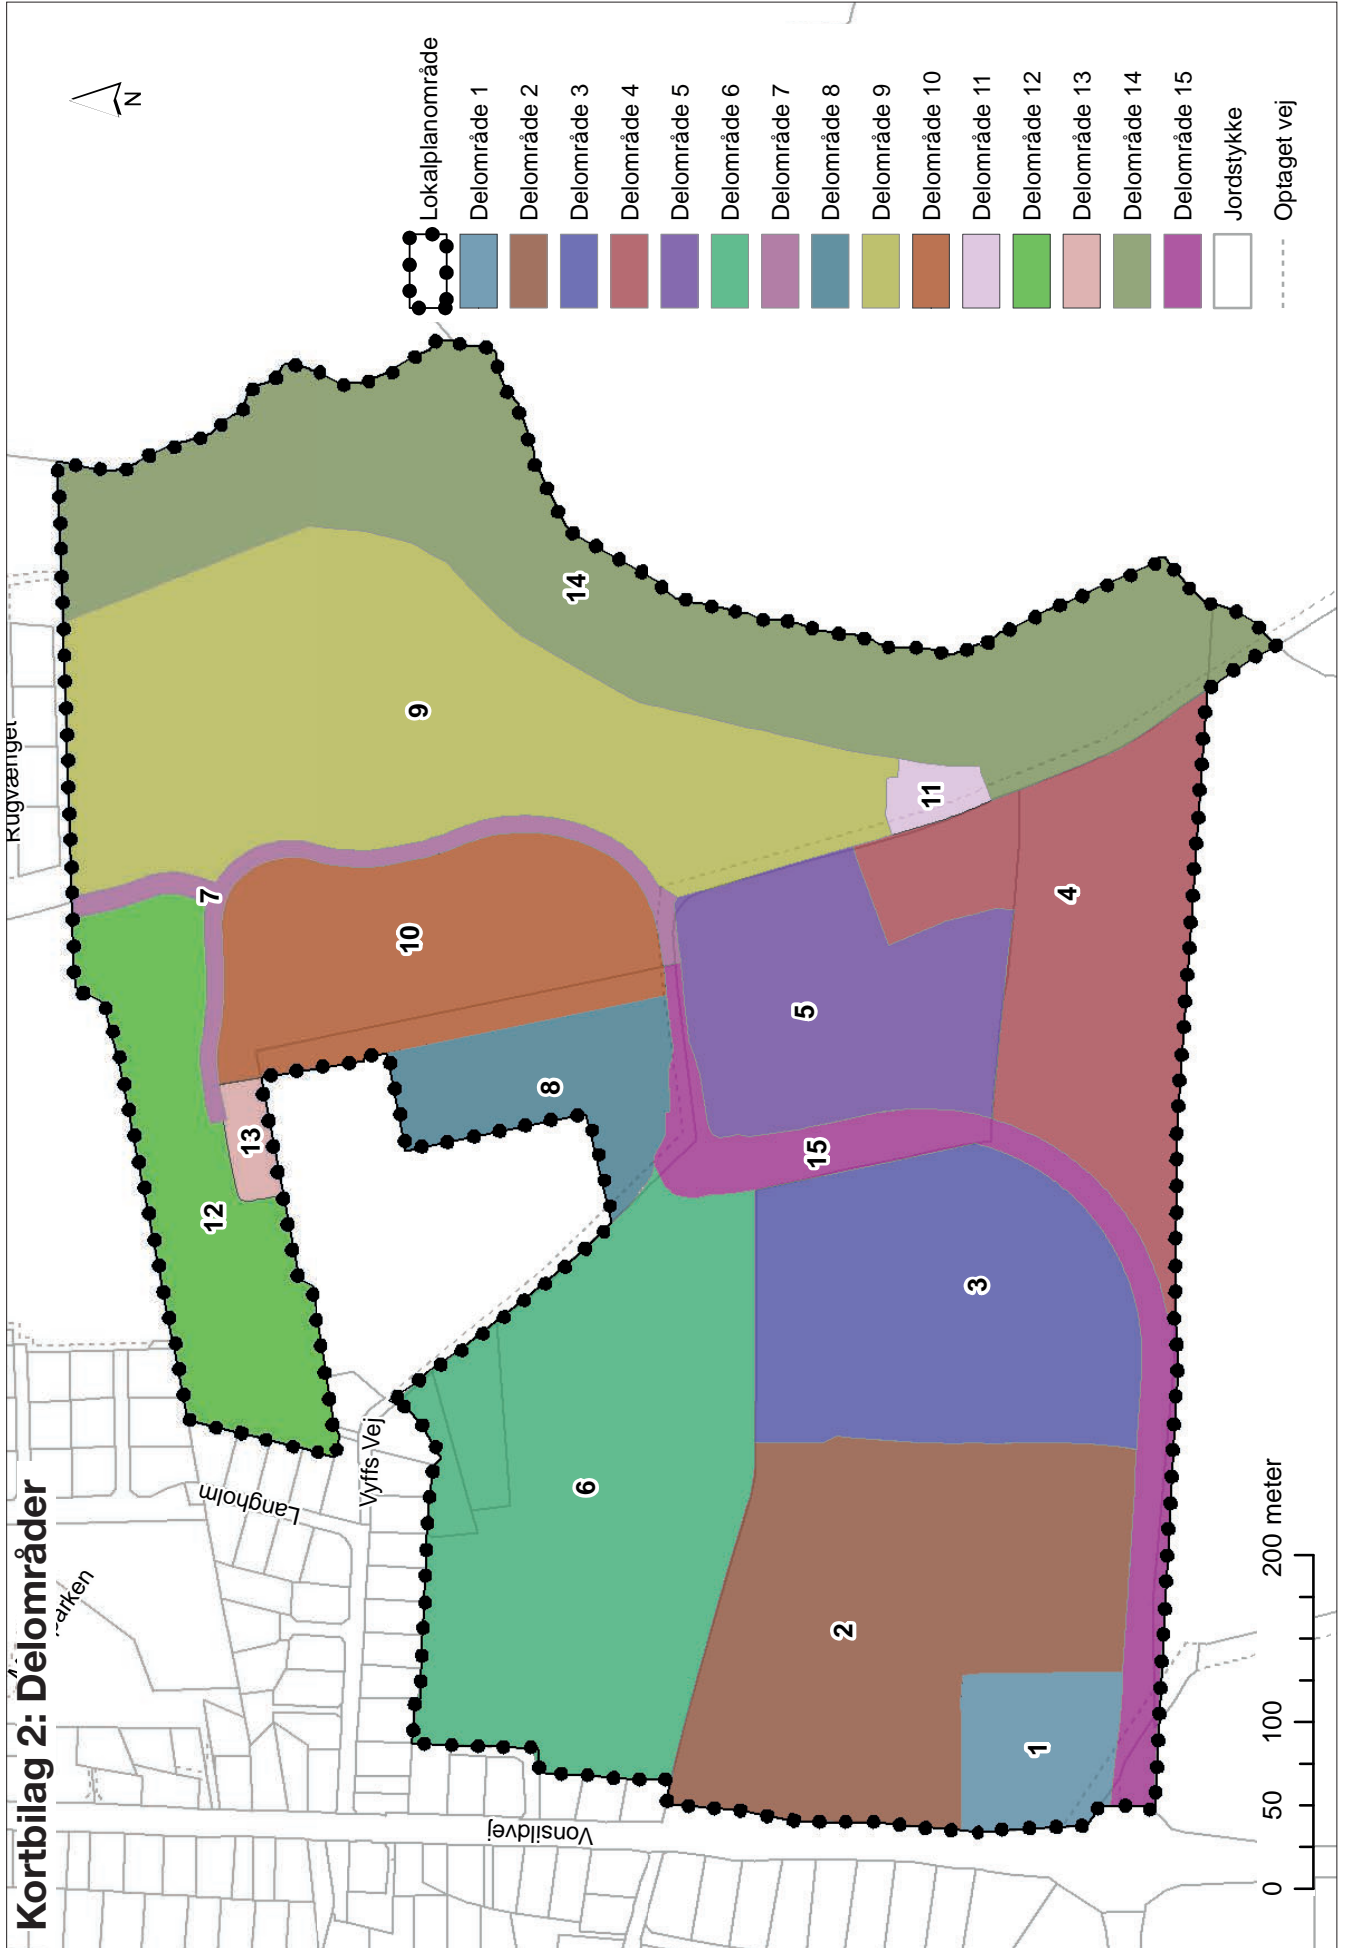 Kortbilag 2: Delområder
N
Lokalplanområde
Delområde 1
Delområde 2
Delområde 3
Delområde 4
Delområde 5
Delområde 6
Delområde 7
Delområde 8
Delområde 9
Delområde 10
Delområde 11
Delområde 12
Delområde 13
Delområde 14
Delområde 15
Jordstykke
Optaget vej
Rugvænget
Langholm
Vyffs Vej
Vonsildvej
12
13
7
10
9
14
8
6
11
5
15
4
3
2
1
0 50 100 200 meter